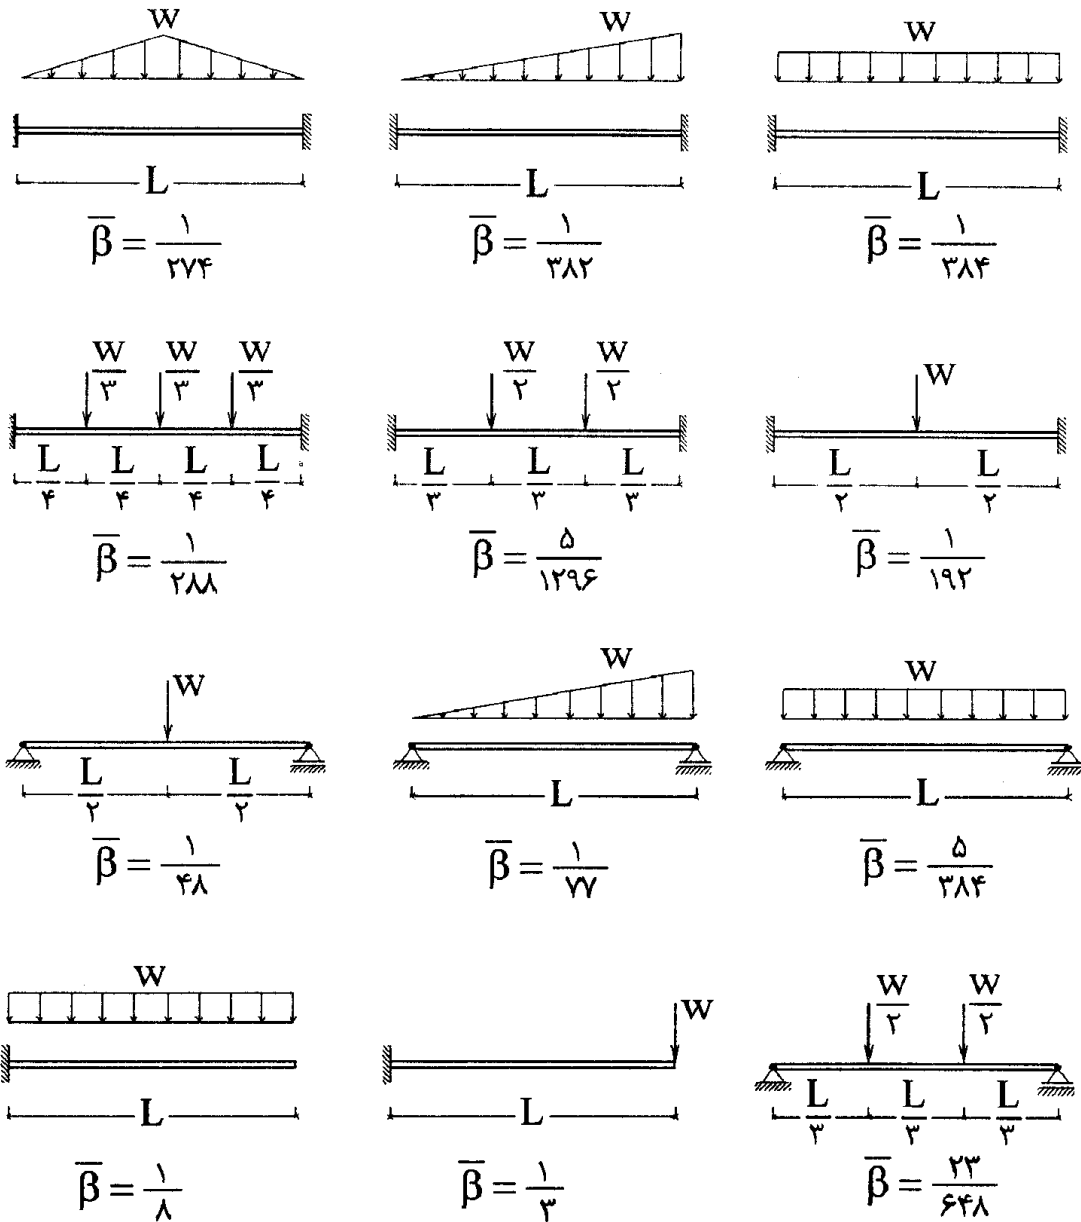 W W W
L L L
β̅ = ۱/۲۷۴ β̅ = ۱/۳۸۲ β̅ = ۱/۳۸۴
W/۳ W/۳ W/۳ W/۲ W/۲ W
L/۴ L/۴ L/۴ L/۴ L/۳ L/۳ L/۳ L/۲ L/۲
β̅ = ۱/۲۸۸ β̅ = ۵/۱۲۹۶ β̅ = ۱/۱۹۲
W W W
L/۲ L/۲ L L
β̅ = ۱/۴۸ β̅ = ۱/۷۷ β̅ = ۵/۳۸۴
W W W/۲ W/۲
L L L/۳ L/۳ L/۳
β̅ = ۱/۸ β̅ = ۱/۳ β̅ = ۲۳/۶۴۸